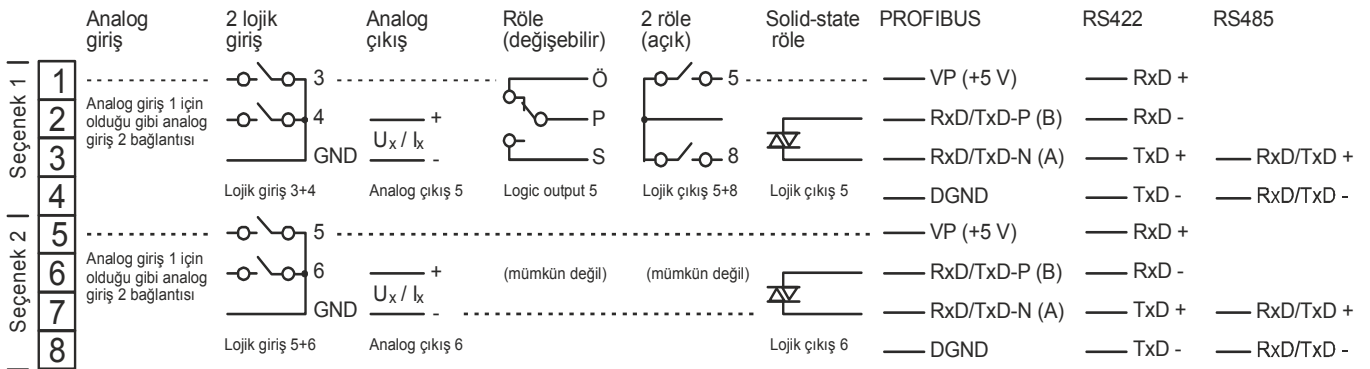 Analog giriş
2 lojik giriş
Analog çıkış
Röle (değişebilir)
2 röle (açık)
Solid-state röle
PROFIBUS
RS422
RS485
Seçenek 1
1
2
3
4
Analog giriş 1 için
olduğu gibi analog
giriş 2 bağlantısı
3
4
GND
Lojik giriş 3+4
+
Ux / Ix
-
Analog çıkış 5
Ö
P
S
Logic output 5
5
8
Lojik çıkış 5+8
Lojik çıkış 5
VP (+5 V)
RxD/TxD-P (B)
RxD/TxD-N (A)
DGND
RxD +
RxD -
TxD +
TxD -
RxD/TxD +
RxD/TxD -
Seçenek 2
5
6
7
8
Analog giriş 1 için
olduğu gibi analog
giriş 2 bağlantısı
5
6
GND
Lojik giriş 5+6
+
Ux / Ix
-
Analog çıkış 6
(mümkün değil)
(mümkün değil)
Lojik çıkış 6
VP (+5 V)
RxD/TxD-P (B)
RxD/TxD-N (A)
DGND
RxD +
RxD -
TxD +
TxD -
RxD/TxD +
RxD/TxD -